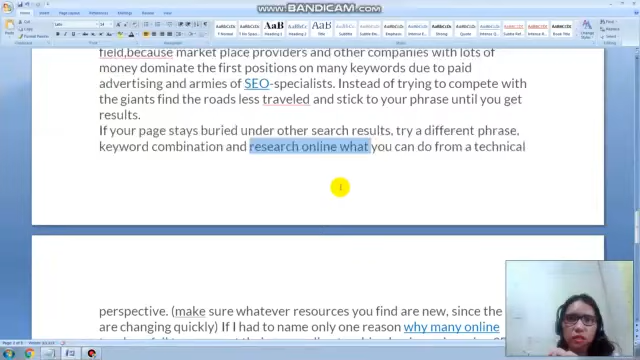 WWW.BANDICAM.COM
field,because market place providers and other companies with lots of
money dominate the first positions on many keywords due to paid
advertising and armies of SEO-specialists. Instead of trying to compete with
the giants find the roads less traveled and stick to your phrase until you get
results.
If your page stays buried under other search results, try a different phrase,
keyword combination and research online what you can do from a technical
perspective. (make sure whatever resources you find are new, since the
are changing quickly) If I had to name only one reason why many online